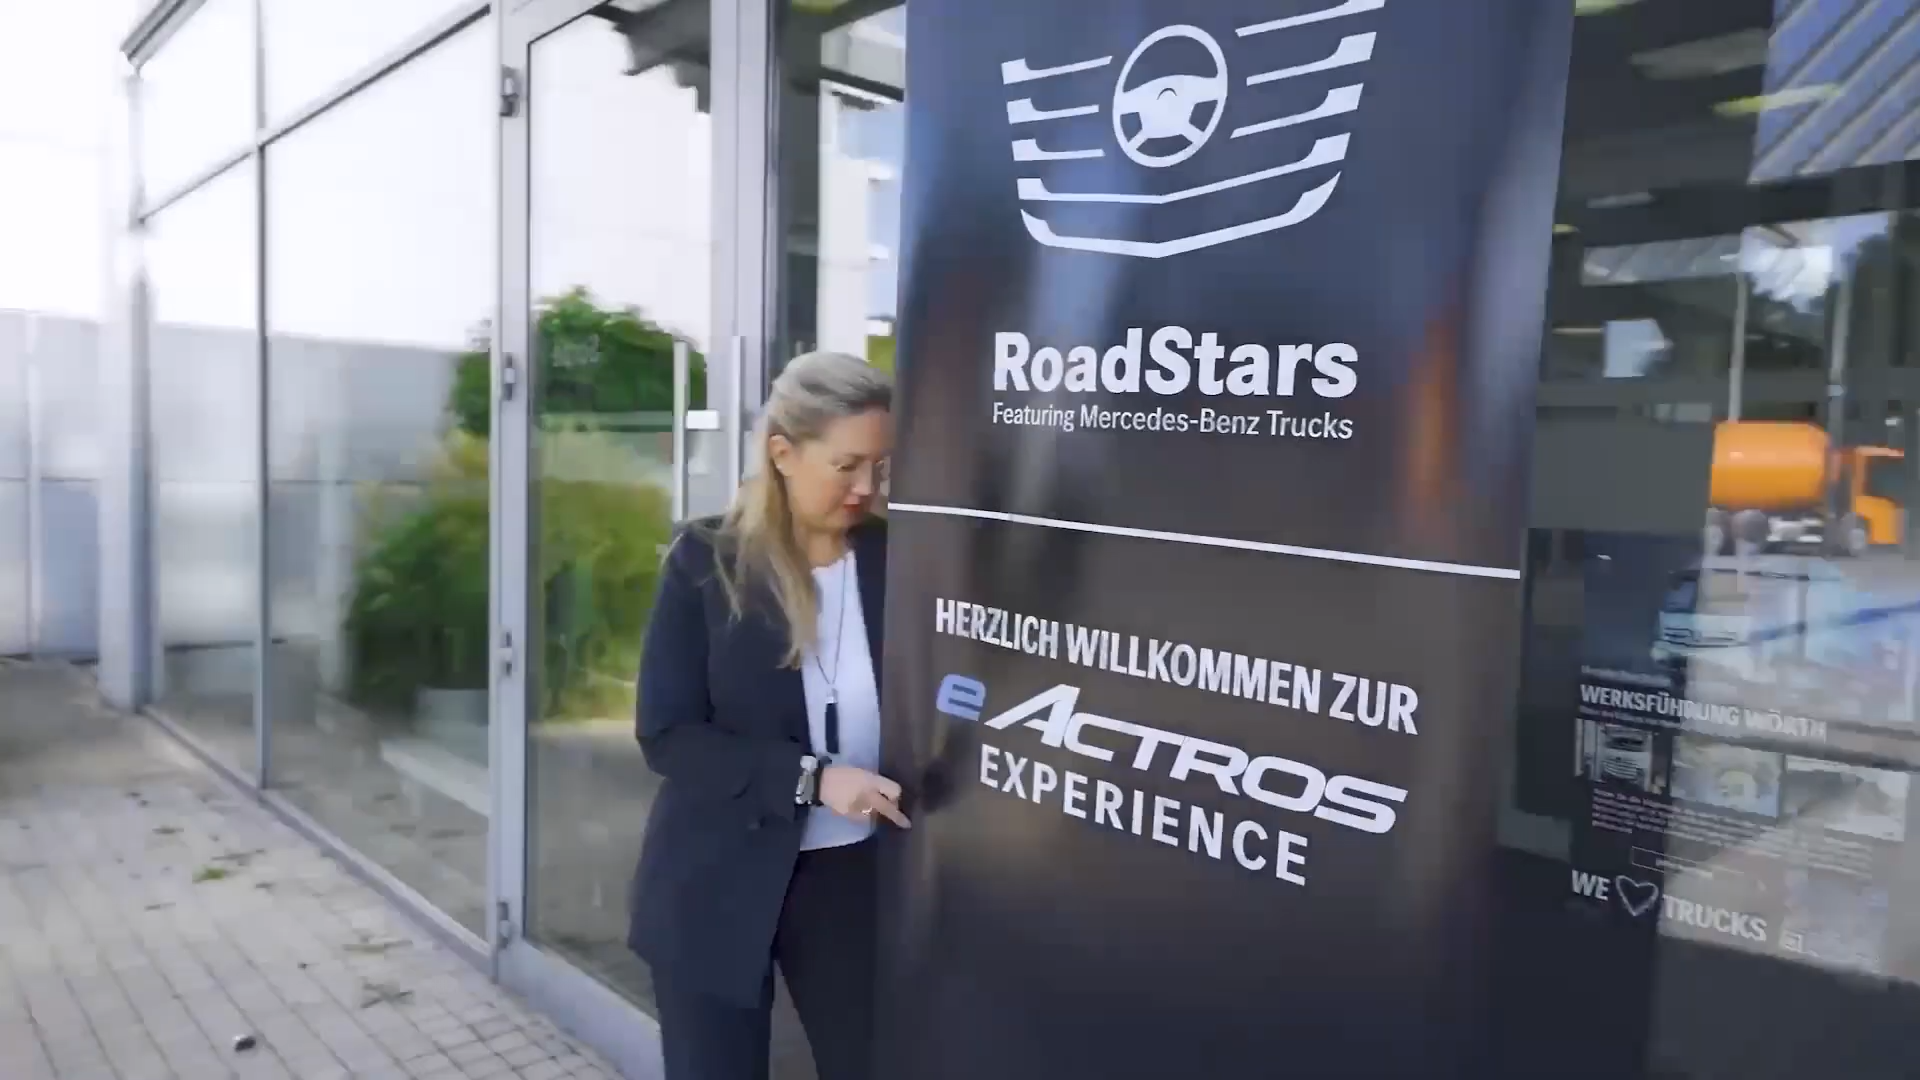 RoadStars
Featuring Mercedes-Benz Trucks
HERZLICH WILLKOMMEN ZUR
eACTROS
EXPERIENCE
WERKSFÜHRUNG WÖRTH
WE TRUCKS